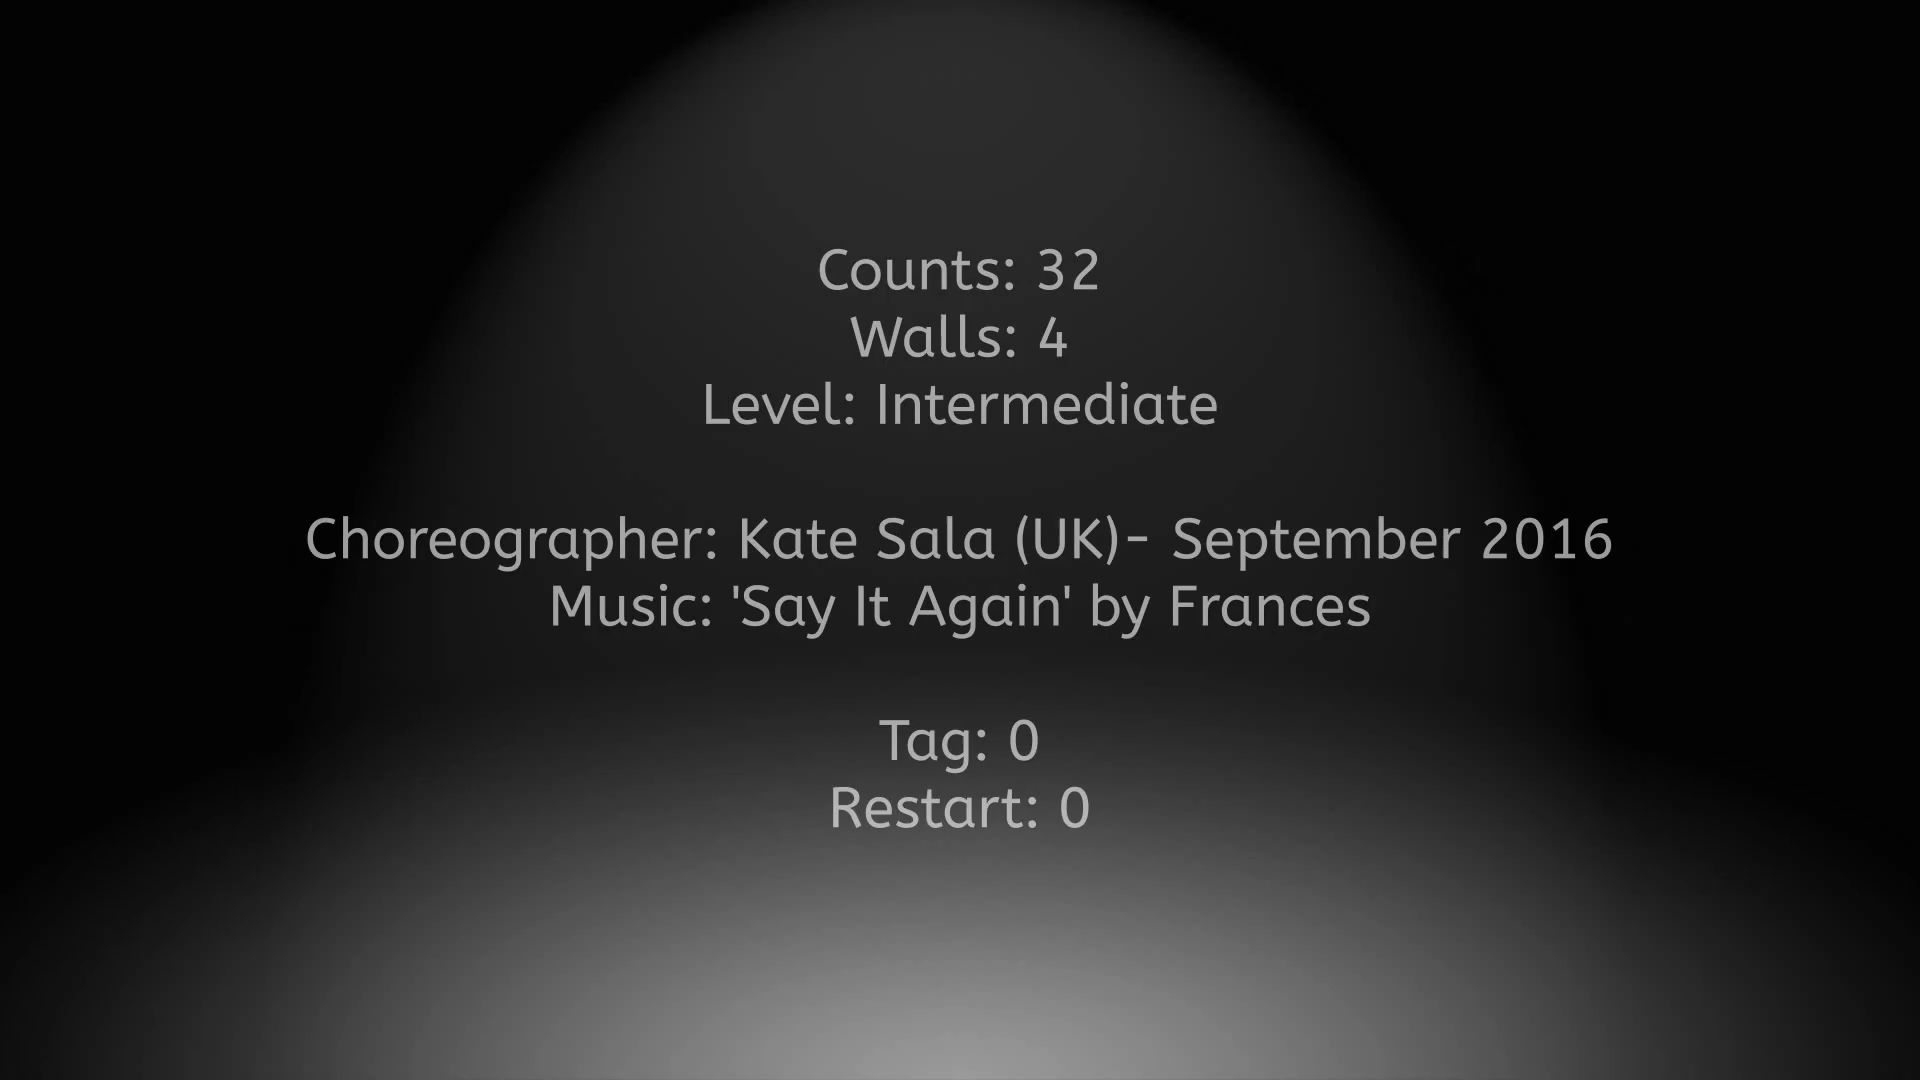 Counts: 32
Walls: 4
Level: Intermediate
Choreographer: Kate Sala (UK)- September 2016
Music: 'Say It Again' by Frances
Tag: 0
Restart: 0